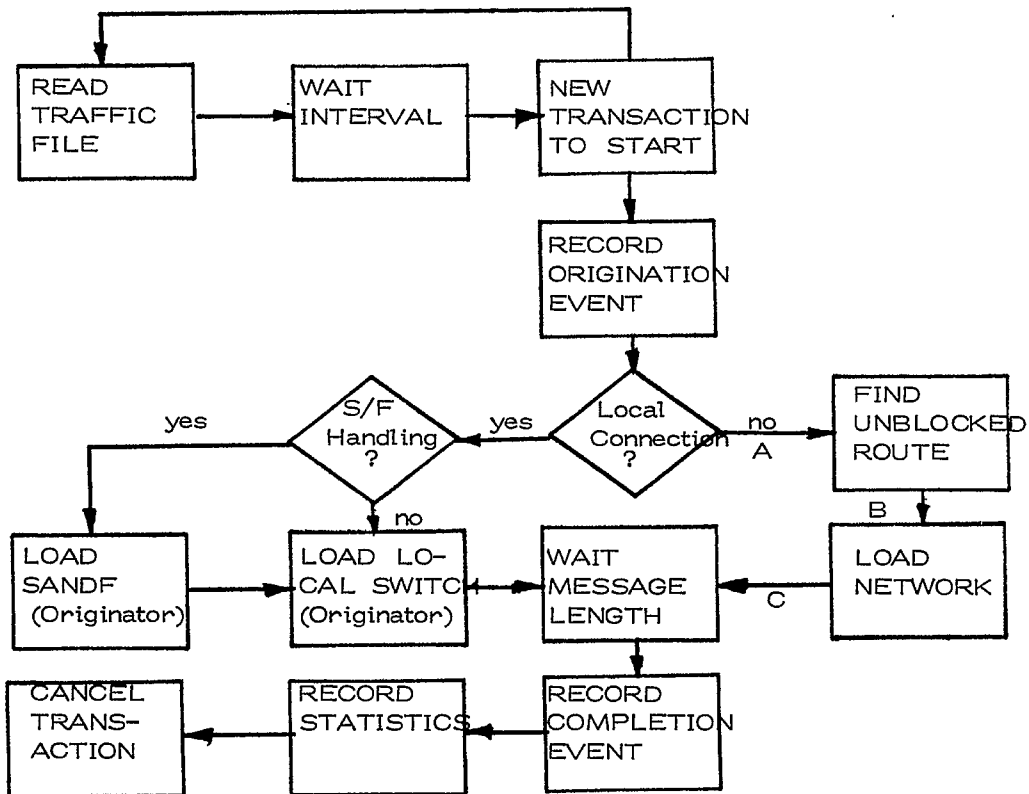 READ
TRAFFIC
FILE
WAIT
INTERVAL
NEW
TRANSACTION
TO START
RECORD
ORIGINATION
EVENT
Local
Connection
?
yes
no
A
S/F
Handling
?
yes
no
FIND
UNBLOCKED
ROUTE
B
LOAD
SANDF
(Originator)
LOAD LO-
CAL SWITCH
(Originator)
WAIT
MESSAGE
LENGTH
C
LOAD
NETWORK
CANCEL
TRANS-
ACTION
RECORD
STATISTICS
RECORD
COMPLETION
EVENT